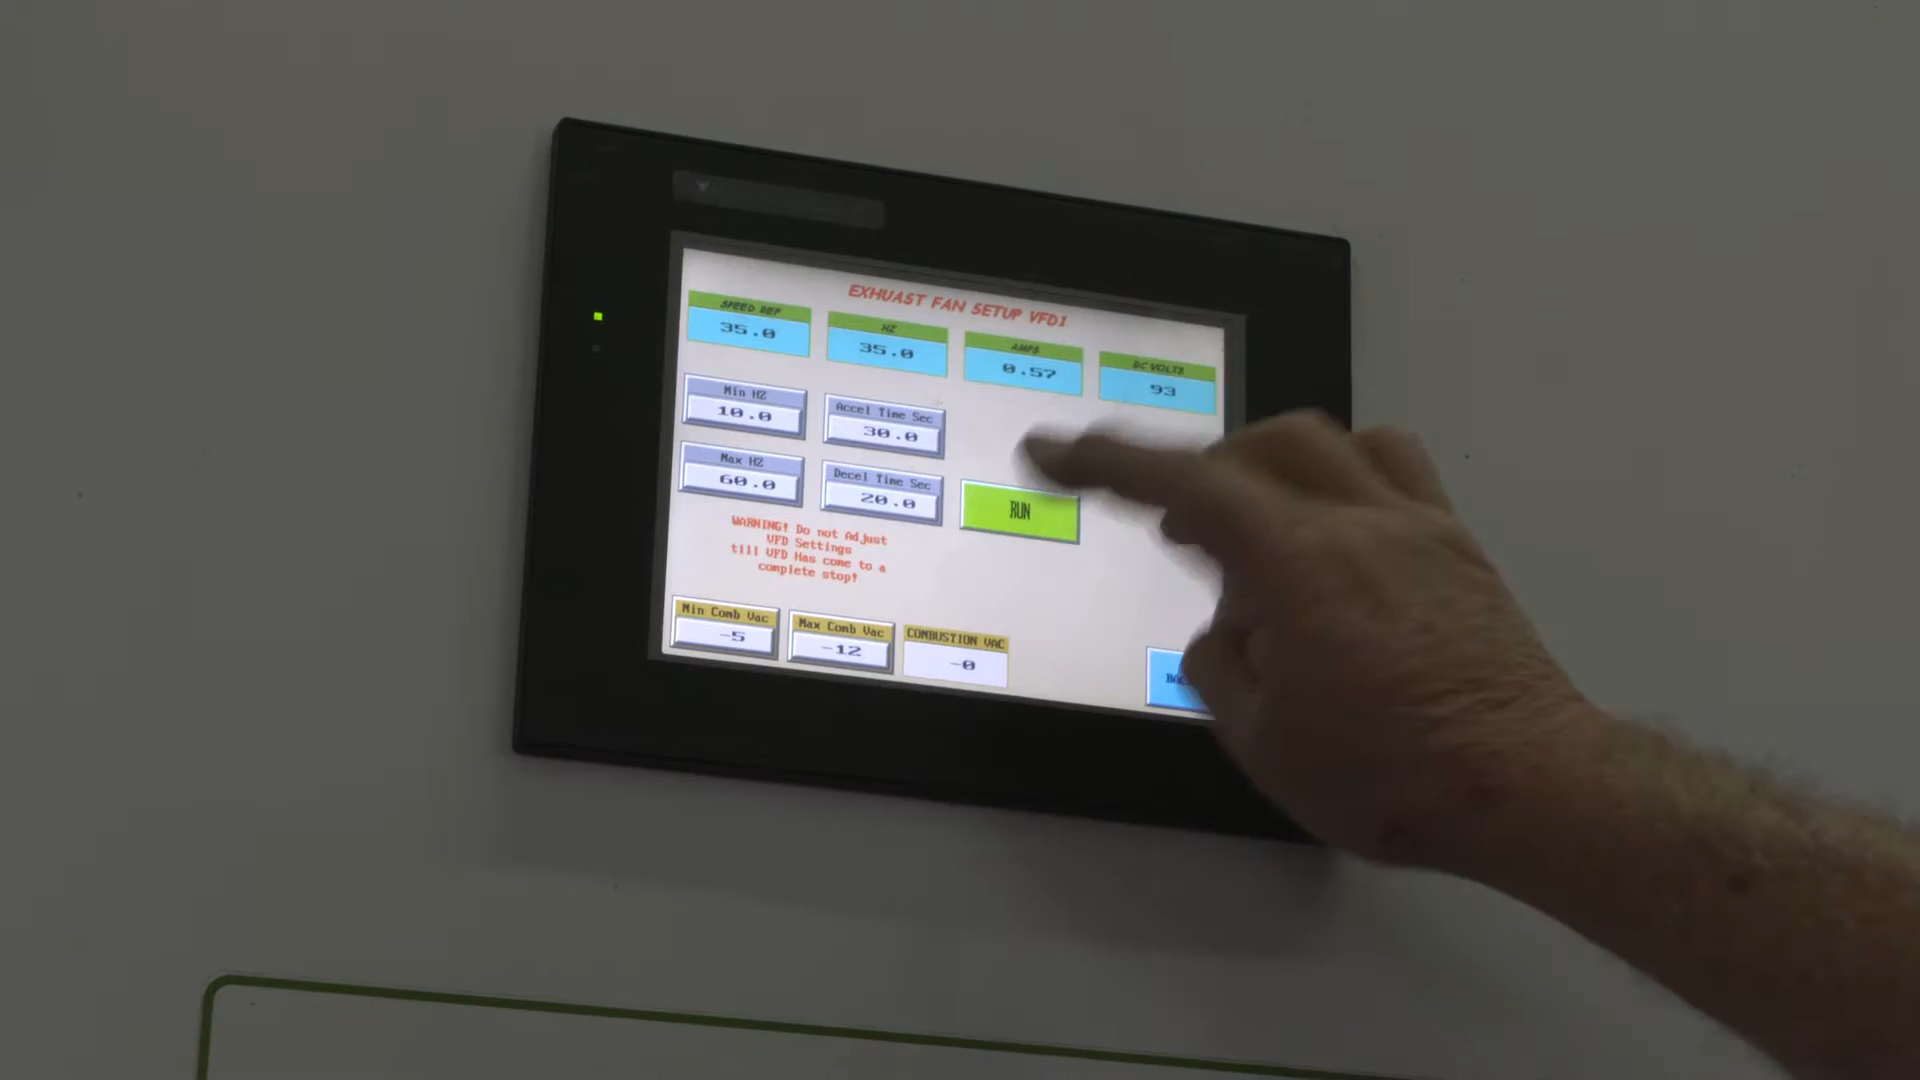 EXHUAST FAN SETUP VFD1
SPEED REF
35.0
HZ
35.0
AMPS
0.57
DC VOLTS
93
Min HZ
10.0
Accel Time Sec
30.0
Max HZ
60.0
Decel Time Sec
20.0
RUN
WARNING! Do not Adjust
VFD Settings
till VFD Has come to a
complete stop!
Min Comb Vac
-5
Max Comb Vac
-12
COMBUSTION VAC
-0